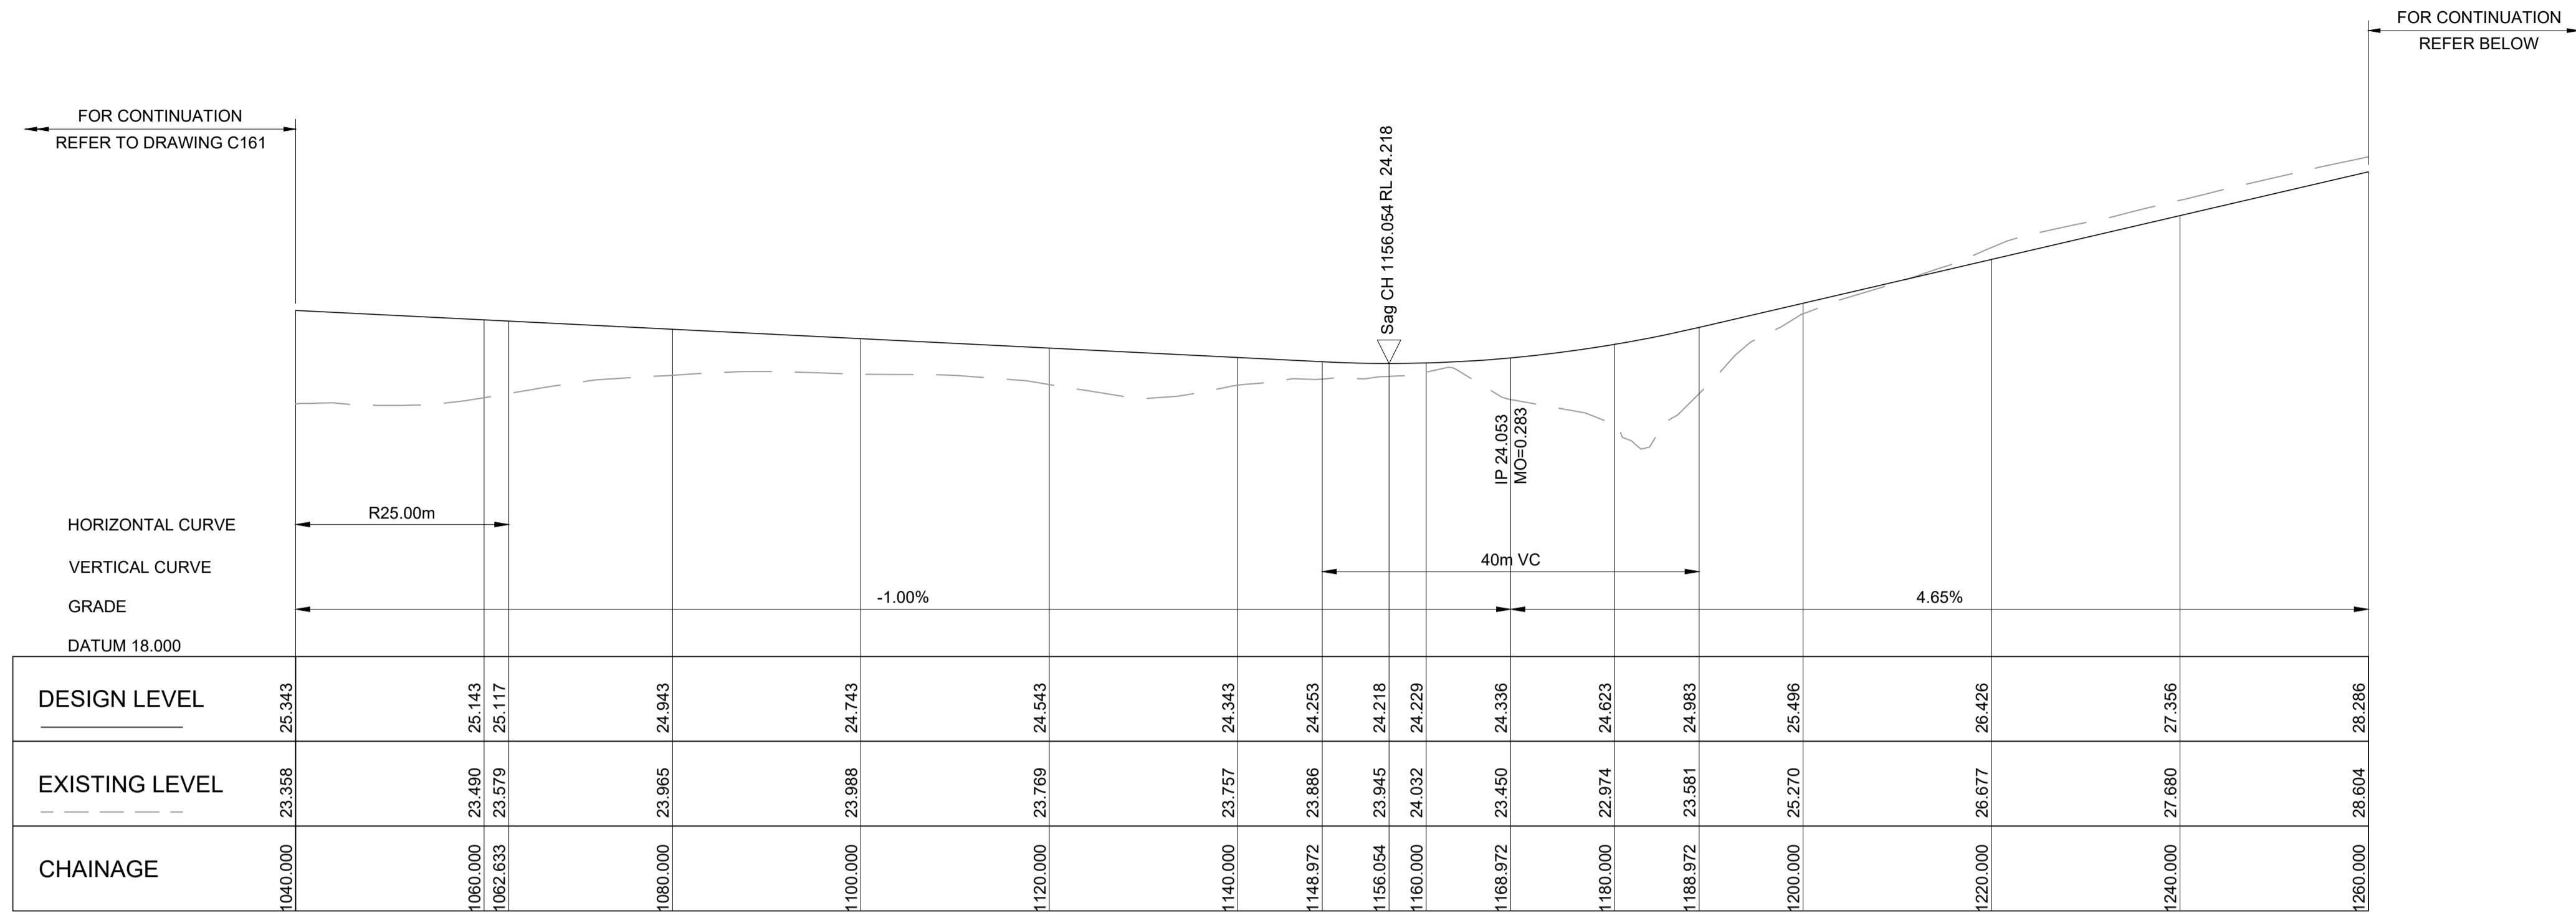 FOR CONTINUATION
REFER BELOW
FOR CONTINUATION
REFER TO DRAWING C161
Sag CH 1156.054 RL 24.218
IP 24.053
MO=0.283
HORIZONTAL CURVE R25.00m
VERTICAL CURVE 40m VC
GRADE -1.00% 4.65%
DATUM 18.000
DESIGN LEVEL 25.343 25.143 25.117 24.943 24.743 24.543 24.343 24.253 24.218 24.229 24.336 24.623 24.983 25.496 26.426 27.356 28.286
EXISTING LEVEL 23.358 23.490 23.579 23.965 23.988 23.769 23.757 23.886 23.945 24.032 23.450 22.974 23.581 25.270 26.677 27.680 28.604
CHAINAGE 1040.000 1060.000 1062.633 1080.000 1100.000 1120.000 1140.000 1148.972 1156.054 1160.000 1168.972 1180.000 1188.972 1200.000 1220.000 1240.000 1260.000